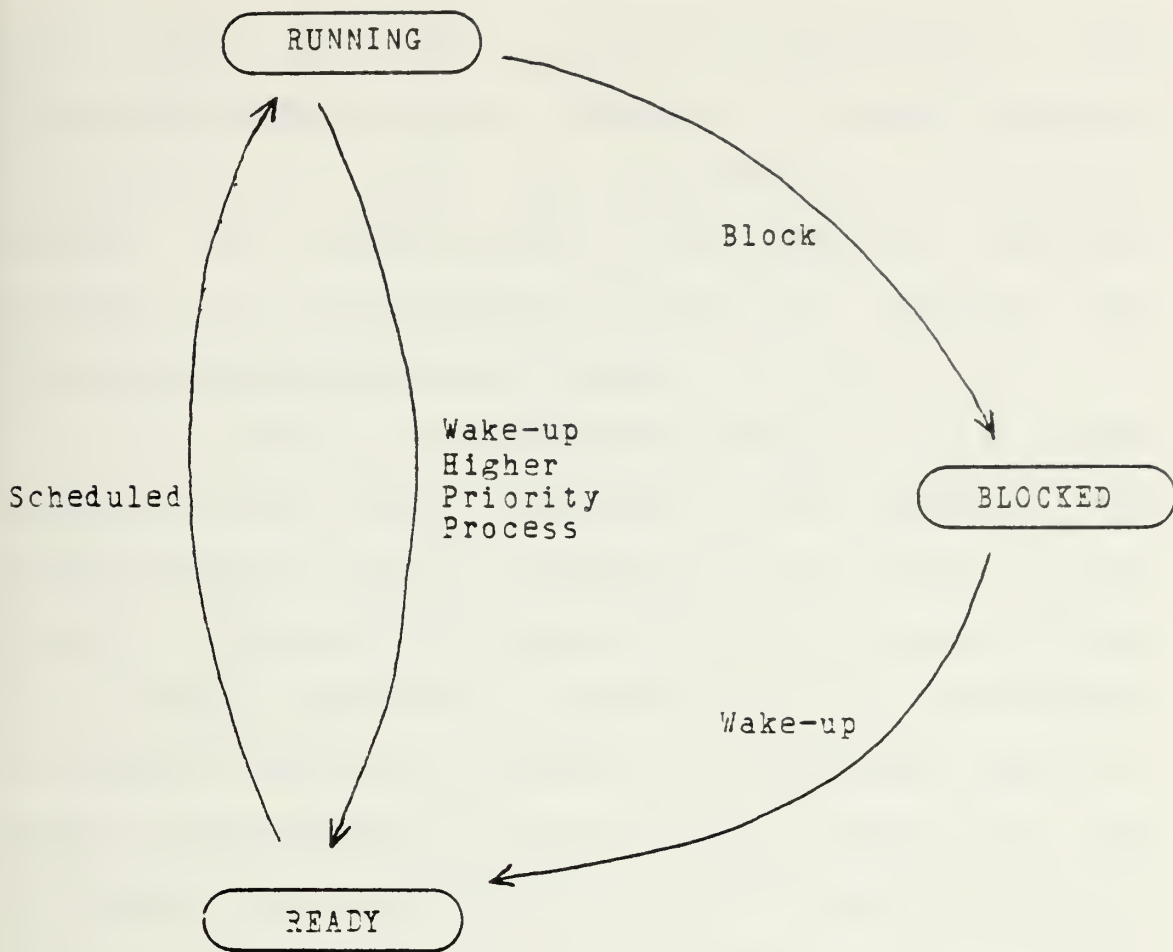 RUNNING
Block
Wake-up
Higher
Priority
Process
Scheduled
BLOCKED
Wake-up
READY